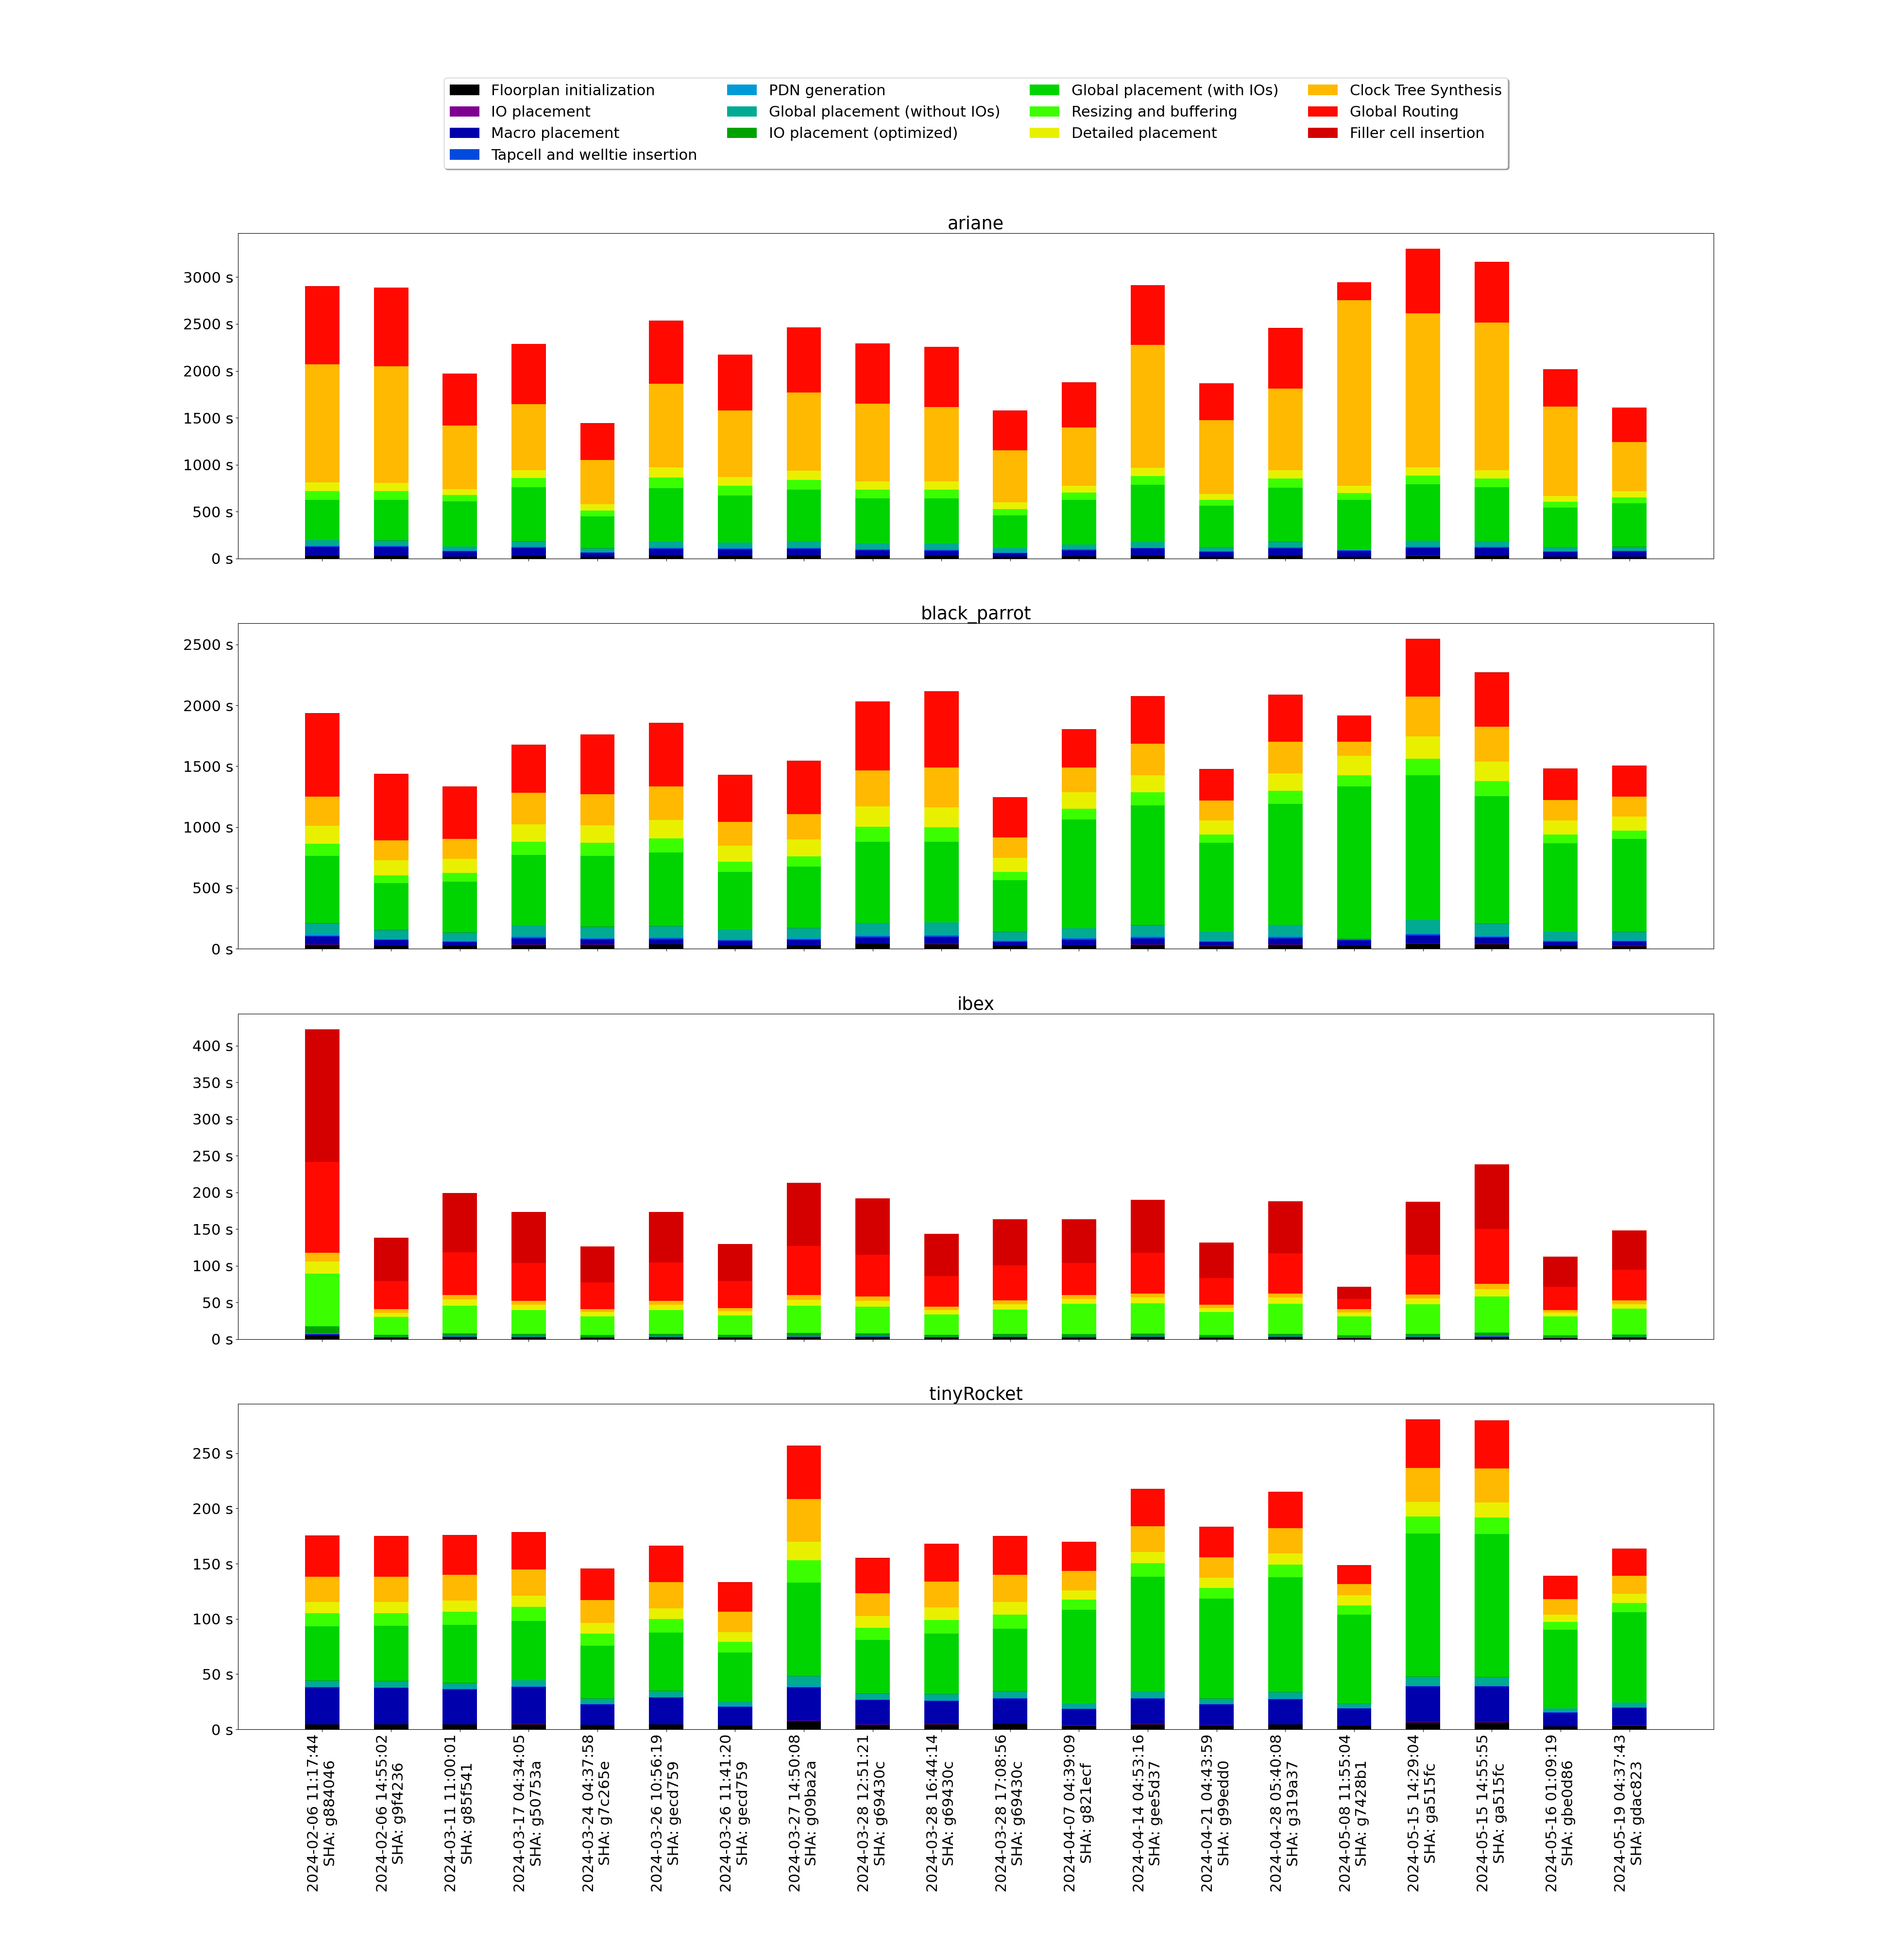 Floorplan initialization
IO placement
Macro placement
Tapcell and welltie insertion
PDN generation
Global placement (without IOs)
IO placement (optimized)
Global placement (with IOs)
Resizing and buffering
Detailed placement
Clock Tree Synthesis
Global Routing
Filler cell insertion
ariane
3000 s
2500 s
2000 s
1500 s
1000 s
500 s
0 s
black_parrot
2500 s
2000 s
1500 s
1000 s
500 s
0 s
ibex
400 s
350 s
300 s
250 s
200 s
150 s
100 s
50 s
0 s
tinyRocket
250 s
200 s
150 s
100 s
50 s
0 s
2024-02-06 11:17:44
SHA: g884046
2024-02-06 14:55:02
SHA: g9f4236
2024-03-11 11:00:01
SHA: g85f541
2024-03-17 04:34:05
SHA: g50753a
2024-03-24 04:37:58
SHA: g7c265e
2024-03-26 10:56:19
SHA: gecd759
2024-03-26 11:41:20
SHA: gecd759
2024-03-27 14:50:08
SHA: g09ba2a
2024-03-28 12:51:21
SHA: g69430c
2024-03-28 16:44:14
SHA: g69430c
2024-03-28 17:08:56
SHA: g69430c
2024-04-07 04:39:09
SHA: g821ecf
2024-04-14 04:53:16
SHA: gee5d37
2024-04-21 04:43:59
SHA: g99edd0
2024-04-28 05:40:08
SHA: g319a37
2024-05-08 11:55:04
SHA: g7428b1
2024-05-15 14:29:04
SHA: ga515fc
2024-05-15 14:55:55
SHA: ga515fc
2024-05-16 01:09:19
SHA: gbe0d86
2024-05-19 04:37:43
SHA: gdac823